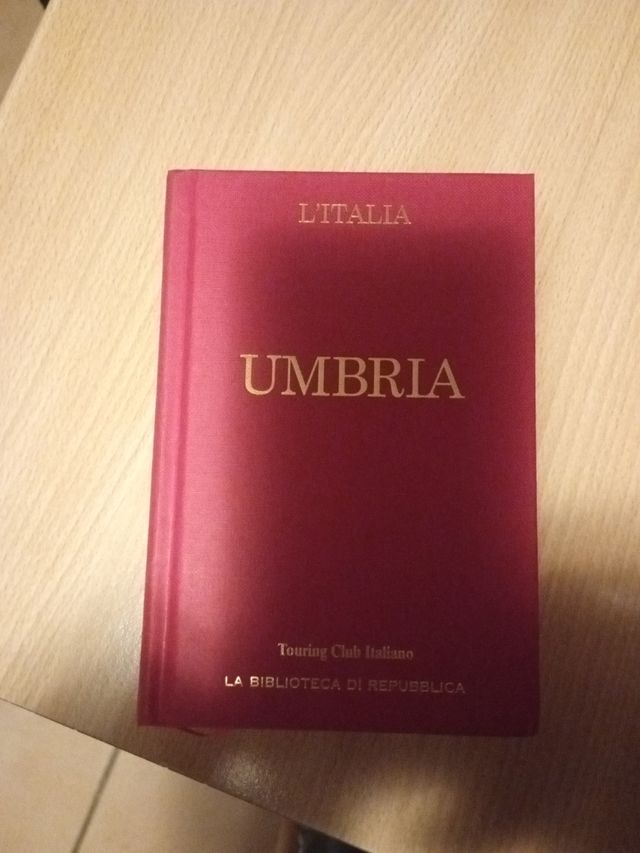 L'ITALIA
UMBRIA
Touring Club Italiano
LA BIBLIOTECA DI REPUBBLICA